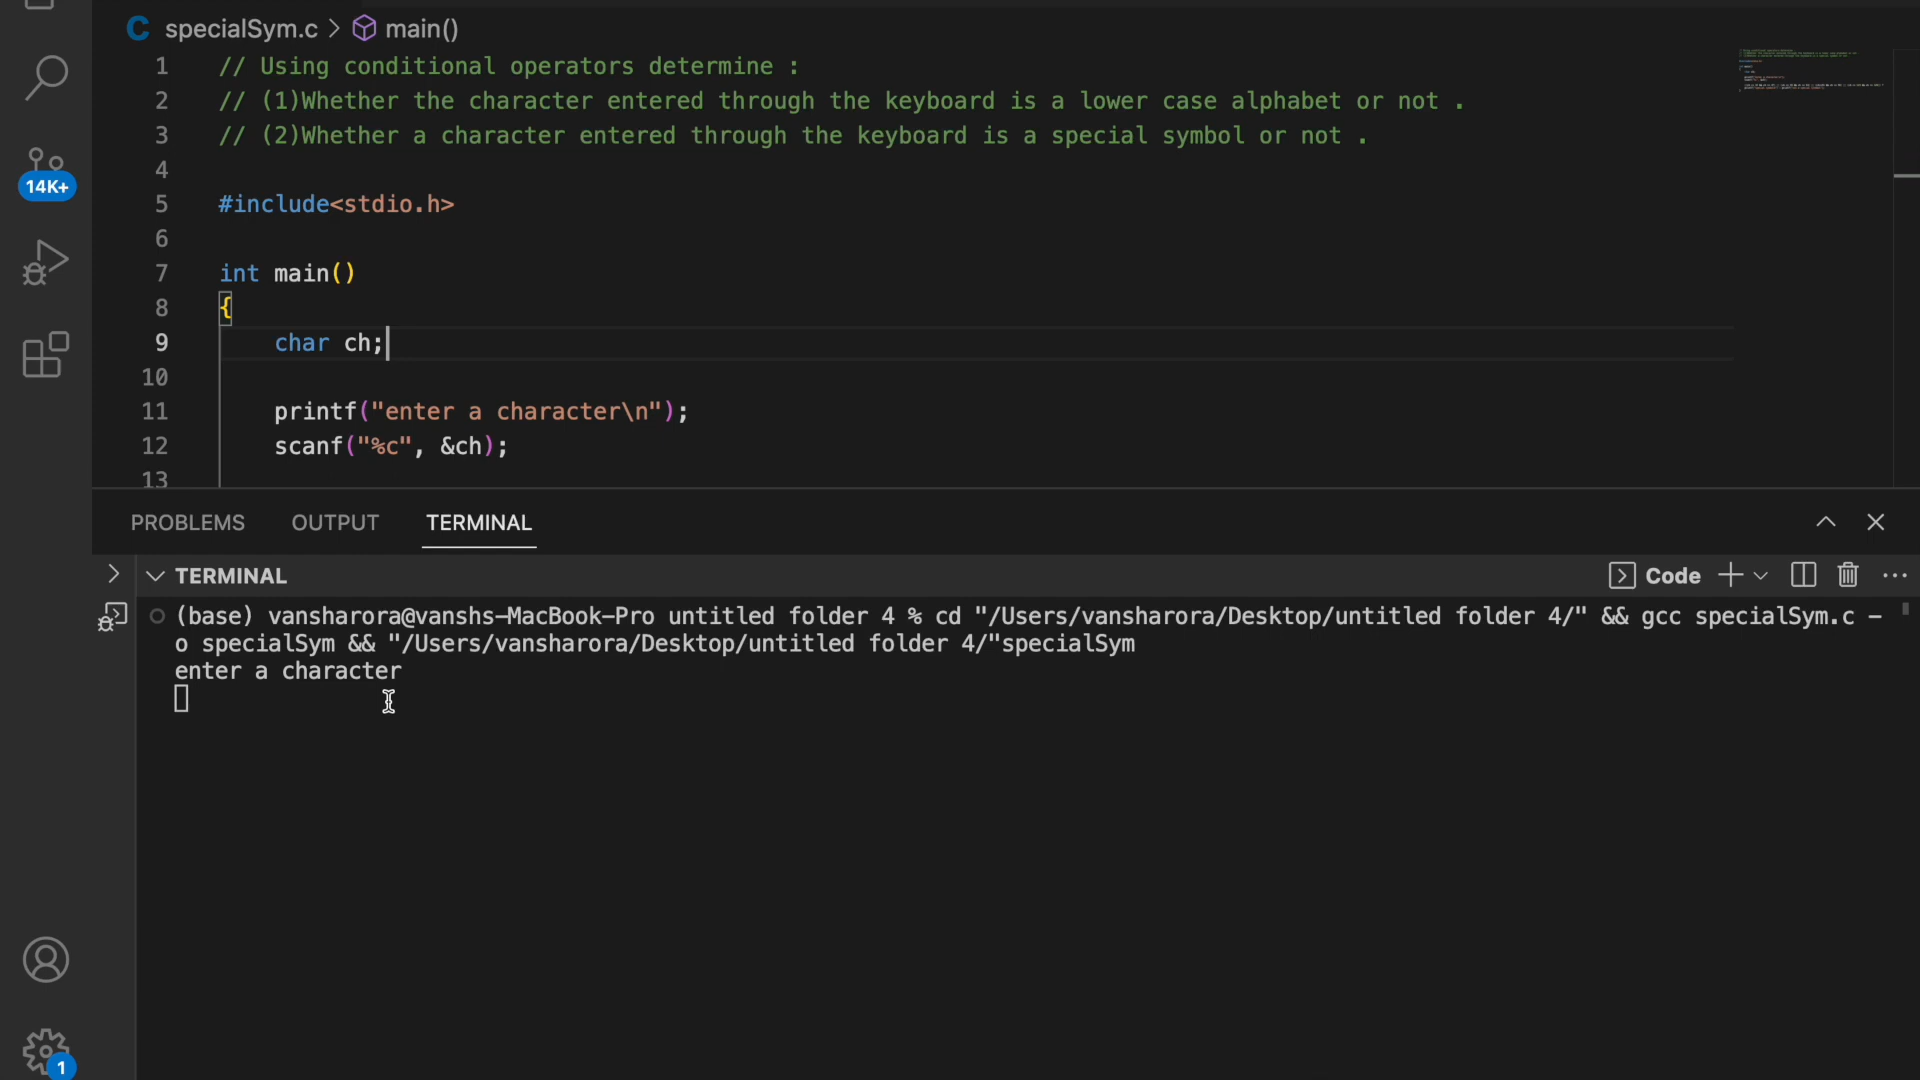 specialSym.c > main()
1 // Using conditional operators determine :
2 // (1)Whether the character entered through the keyboard is a lower case alphabet or not .
3 // (2)Whether a character entered through the keyboard is a special symbol or not .
4
5 #include<stdio.h>
6
7 int main()
8 {
9 char ch;
10
11 printf("enter a character\n");
12 scanf("%c", &ch);
13
14K+
PROBLEMS OUTPUT TERMINAL
TERMINAL Code
(base) vansharora@vanshs-MacBook-Pro untitled folder 4 % cd "/Users/vansharora/Desktop/untitled folder 4/" && gcc specialSym.c -
o specialSym && "/Users/vansharora/Desktop/untitled folder 4/"specialSym
enter a character
1